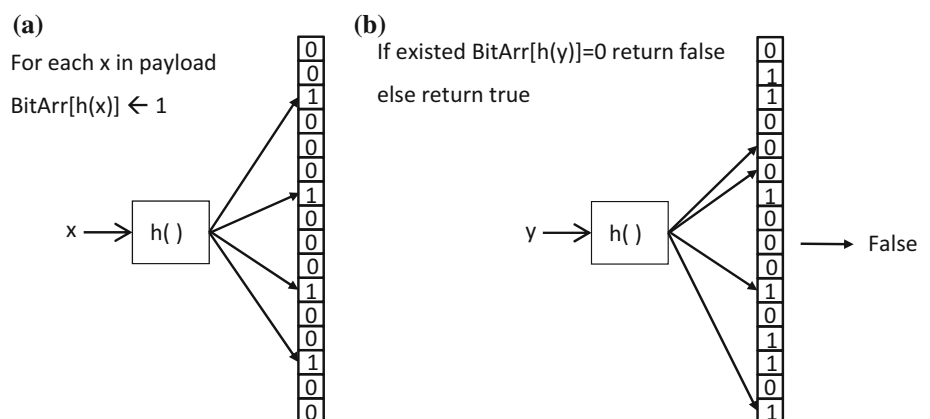 (a)
For each x in payload
BitArr[h(x)] ← 1
x
h( )
0
0
1
0
0
0
1
0
0
0
1
0
0
1
0
0
(b)
If existed BitArr[h(y)]=0 return false
else return true
y
h( )
0
1
1
0
0
0
1
0
0
0
1
0
1
1
0
1
False